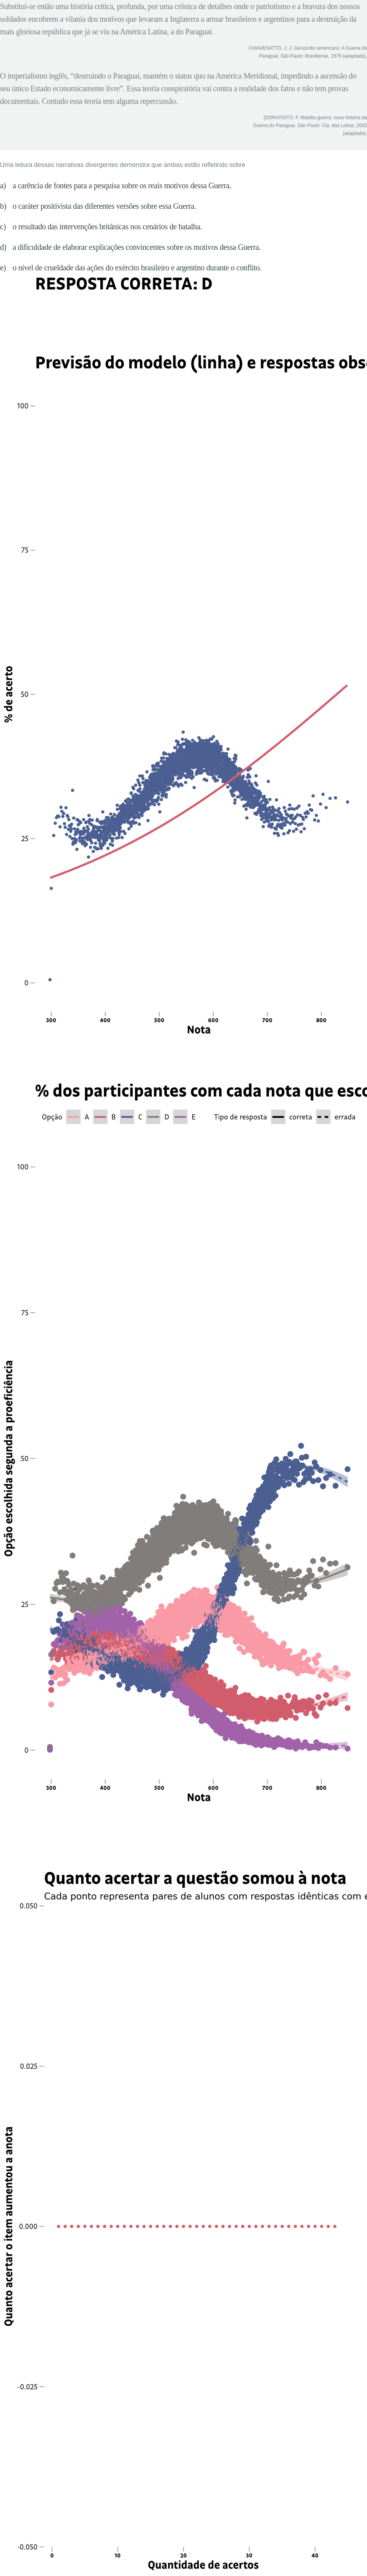 Substitui-se então uma história crítica, profunda, por uma crônica de detalhes onde o patriotismo e a bravura dos nossos
soldados encobrem a vilania dos motivos que levaram a Inglaterra a armar brasileiros e argentinos para a destruição da
mais gloriosa república que já se viu na América Latina, a do Paraguai.
CHIAVENATTO, J. J. Genocídio americano: A Guerra do
Paraguai. São Paulo: Brasiliense, 1979 (adaptado).
O imperialismo inglês, “destruindo o Paraguai, mantém o status quo na América Meridional, impedindo a ascensão do
seu único Estado economicamente livre”. Essa teoria conspiratória vai contra a realidade dos fatos e não tem provas
documentais. Contudo essa teoria tem alguma repercussão.
(DORATIOTO. F. Maldita guerra: nova história da
Guerra do Paraguai. São Paulo: Cia. das Letras, 2002
(adaptado).
Uma leitura dessas narrativas divergentes demonstra que ambas estão refletindo sobre
a) a carência de fontes para a pesquisa sobre os reais motivos dessa Guerra.
b) o caráter positivista das diferentes versões sobre essa Guerra.
c) o resultado das intervenções britânicas nos cenários de batalha.
d) a dificuldade de elaborar explicações convincentes sobre os motivos dessa Guerra.
e) o nível de crueldade das ações do exército brasileiro e argentino durante o conflito.
RESPOSTA CORRETA: D
Previsão do modelo (linha) e respostas obs
100
75
50
25
0
% de acerto
300 400 500 600 700 800
Nota
% dos participantes com cada nota que esco
Opção A B C D E Tipo de resposta correta errada
100
75
50
25
0
Opção escolhida segunda a proeficiência
300 400 500 600 700 800
Nota
Quanto acertar a questão somou à nota
Cada ponto representa pares de alunos com respostas idênticas com e
0.050
0.025
0.000
-0.025
-0.050
Quanto acertar o item aumentou a anota
0 10 20 30 40
Quantidade de acertos